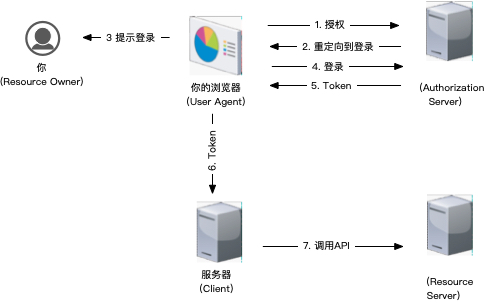 1. 授权
3 提示登录
2. 重定向到登录
4. 登录
5. Token
你
(Resource Owner)
你的浏览器
(User Agent)
(Authorization
Server)
6. Token
7. 调用API
服务器
(Client)
(Resource
Server)